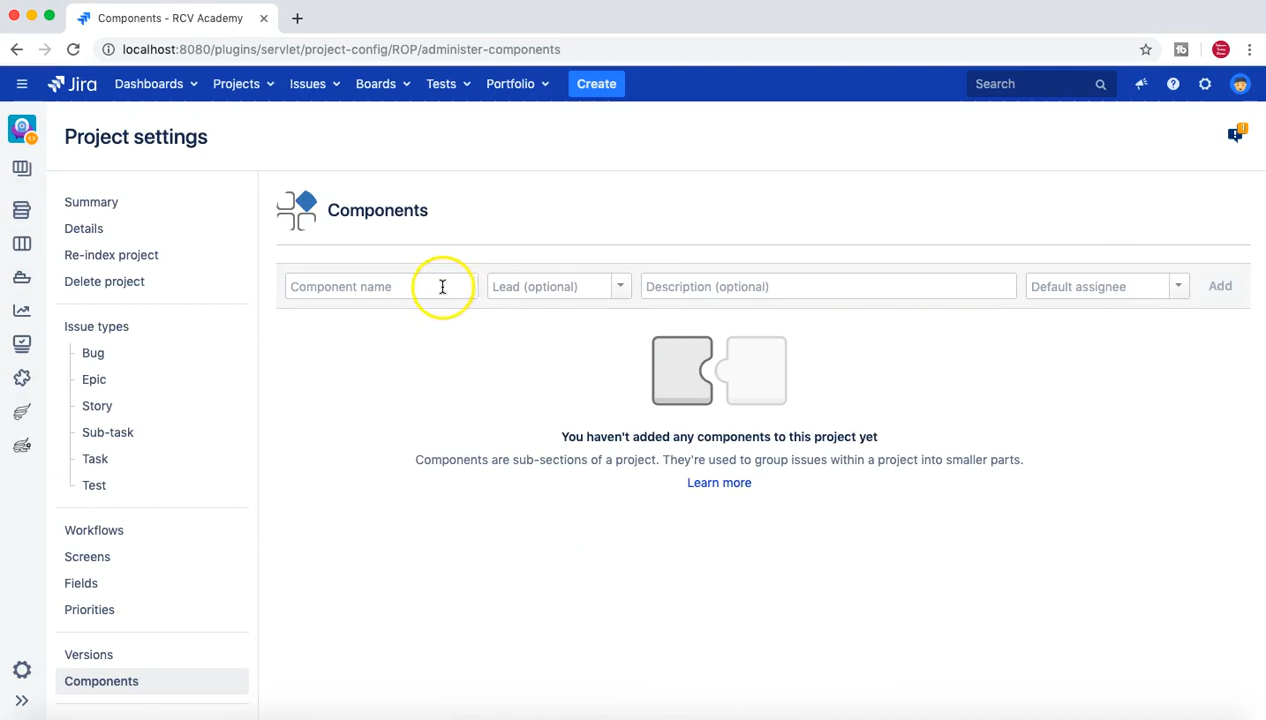 Components - RCV Academy
localhost:8080/plugins/servlet/project-config/ROP/administer-components
Jira Dashboards Projects Issues Boards Tests Portfolio Create Search
Project settings
Summary
Details
Re-index project
Delete project
Issue types
Bug
Epic
Story
Sub-task
Task
Test
Workflows
Screens
Fields
Priorities
Versions
Components
Components
Component name Lead (optional) Description (optional) Default assignee Add
You haven't added any components to this project yet
Components are sub-sections of a project. They're used to group issues within a project into smaller parts.
Learn more